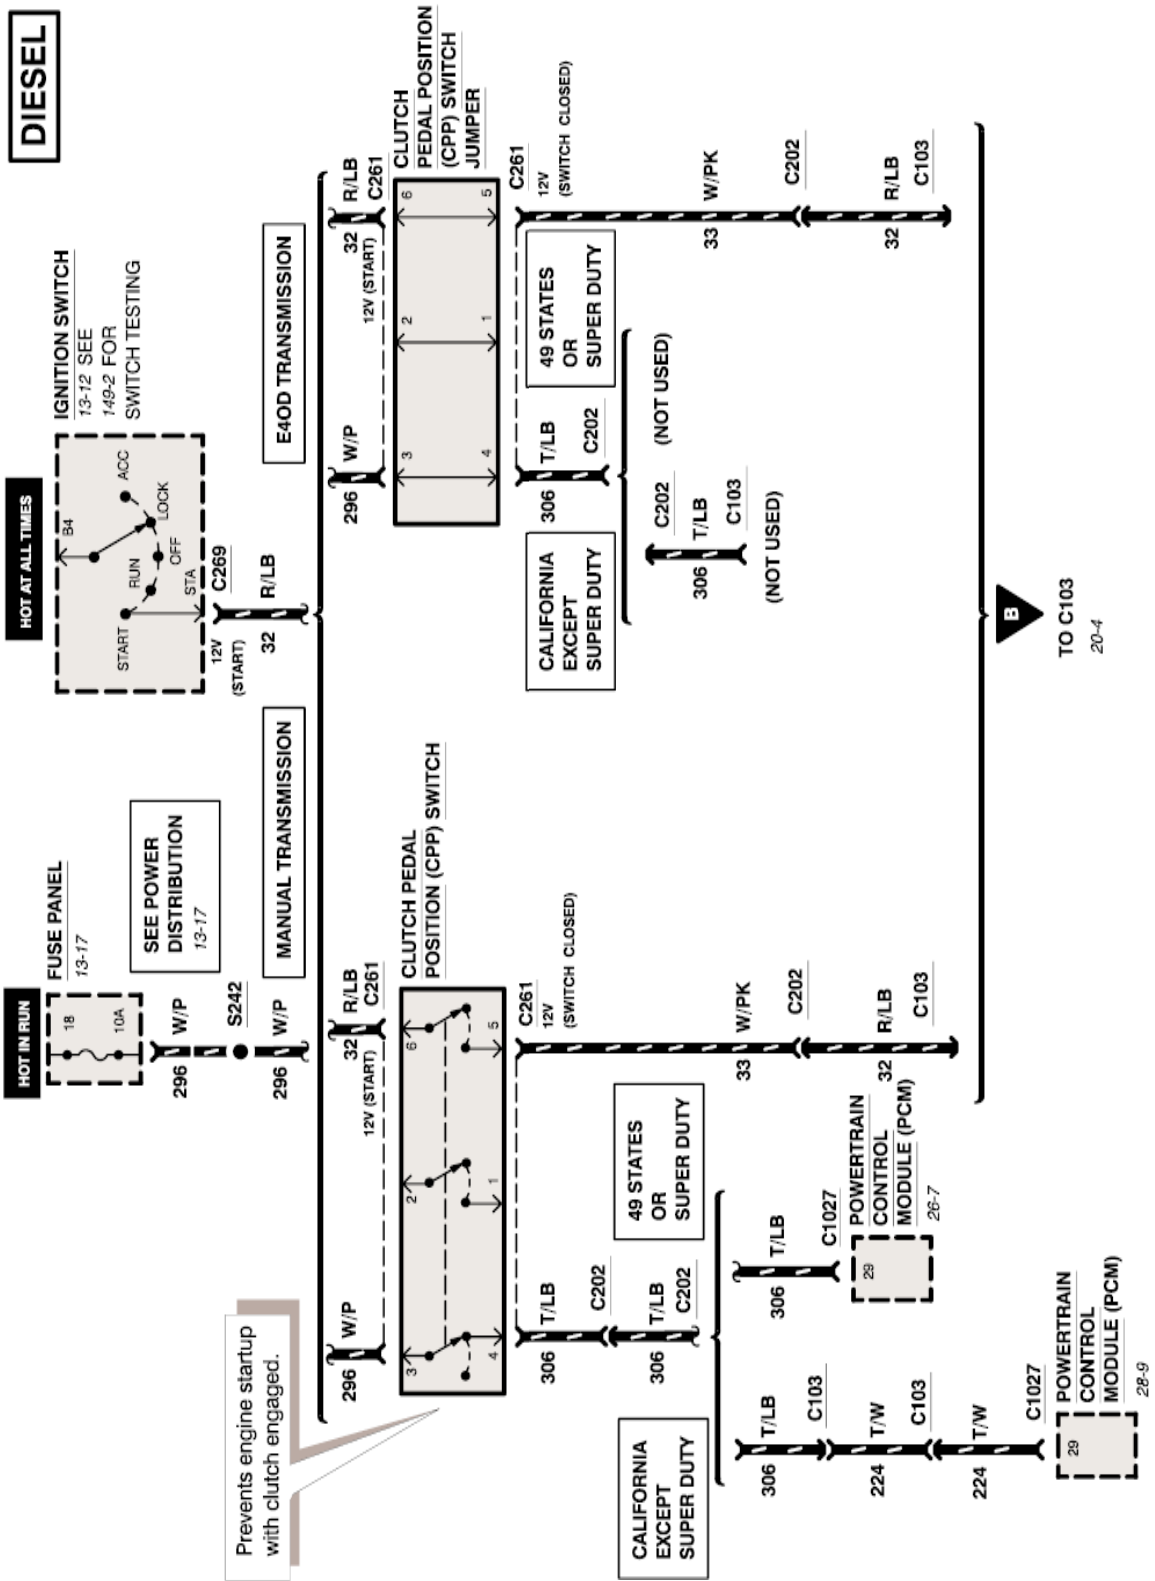 DIESEL
HOT IN RUN
FUSE PANEL
13-17
18
10A
296
W/P
S242
296
W/P
SEE POWER
DISTRIBUTION
13-17
HOT AT ALL TIMES
IGNITION SWITCH
13-12 SEE
149-2 FOR
SWITCH TESTING
B4
ACC
LOCK
OFF
RUN
START
STA
12V
(START)
C269
32
R/LB
MANUAL TRANSMISSION
E4OD TRANSMISSION
Prevents engine startup
with clutch engaged.
296
W/P
12V (START)
32
R/LB
C261
CLUTCH PEDAL
POSITION (CPP) SWITCH
3
2
6
4
1
5
C261
12V
(SWITCH CLOSED)
306
T/LB
C202
306
T/LB
C202
33
W/PK
C202
32
R/LB
C103
CALIFORNIA
EXCEPT
SUPER DUTY
49 STATES
OR
SUPER DUTY
306
T/LB
C103
224
T/W
C103
224
T/W
C1027
29
POWERTRAIN
CONTROL
MODULE (PCM)
28-9
306
T/LB
C1027
29
POWERTRAIN
CONTROL
MODULE (PCM)
26-7
296
W/P
12V (START)
32
R/LB
C261
CLUTCH
PEDAL POSITION
(CPP) SWITCH
JUMPER
3
2
6
4
1
5
C261
12V
(SWITCH CLOSED)
306
T/LB
C202
CALIFORNIA
EXCEPT
SUPER DUTY
49 STATES
OR
SUPER DUTY
C202
306
T/LB
C103
(NOT USED)
(NOT USED)
33
W/PK
C202
32
R/LB
C103
B
TO C103
20-4